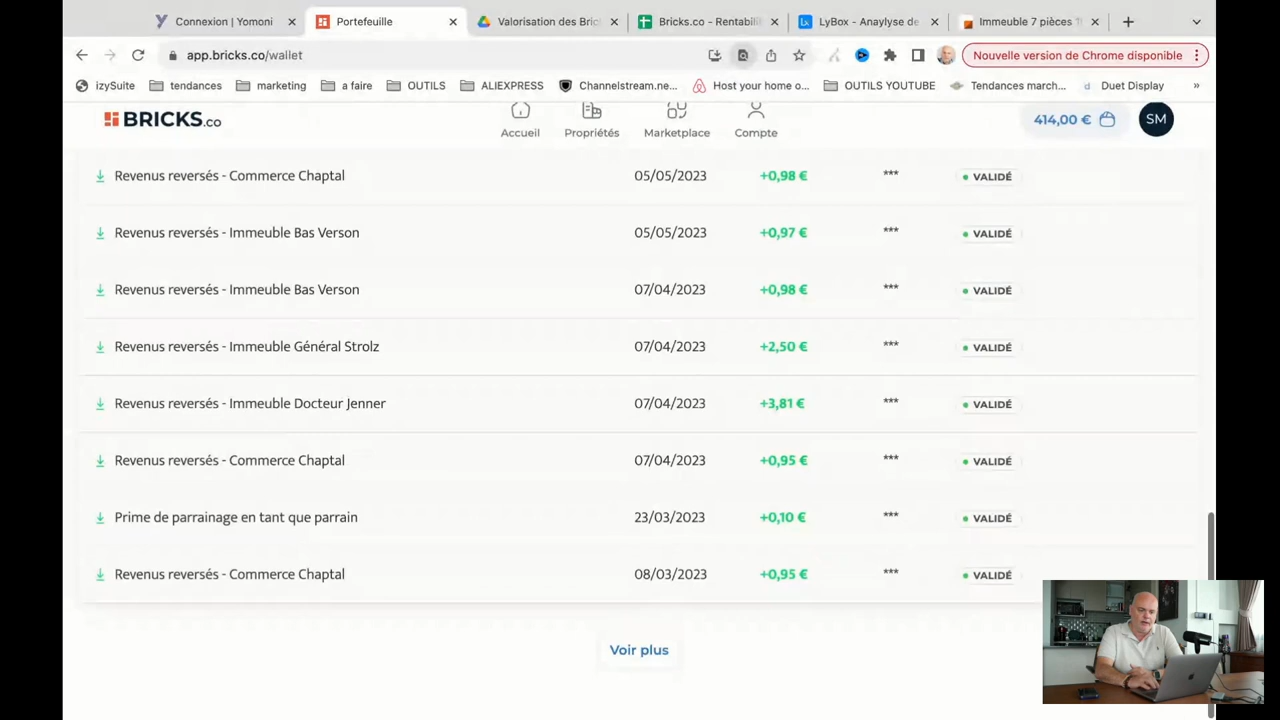 Connexion | Yomoni
Portefeuille
Valorisation des Bric
Bricks.co - Rentabili
LyBox - Anaylyse de
Immeuble 7 pièces
app.bricks.co/wallet
Nouvelle version de Chrome disponible
izySuite
tendances
marketing
a faire
OUTILS
ALIEXPRESS
Channelstream.ne...
Host your home o...
OUTILS YOUTUBE
Tendances march...
Duet Display
»
BRICKS.co
Accueil
Propriétés
Marketplace
Compte
414,00 €
SM
Revenus reversés - Commerce Chaptal 05/05/2023 +0,98 € *** VALIDÉ
Revenus reversés - Immeuble Bas Verson 05/05/2023 +0,97 € *** VALIDÉ
Revenus reversés - Immeuble Bas Verson 07/04/2023 +0,98 € *** VALIDÉ
Revenus reversés - Immeuble Général Strolz 07/04/2023 +2,50 € *** VALIDÉ
Revenus reversés - Immeuble Docteur Jenner 07/04/2023 +3,81 € *** VALIDÉ
Revenus reversés - Commerce Chaptal 07/04/2023 +0,95 € *** VALIDÉ
Prime de parrainage en tant que parrain 23/03/2023 +0,10 € *** VALIDÉ
Revenus reversés - Commerce Chaptal 08/03/2023 +0,95 € *** VALIDÉ
Voir plus